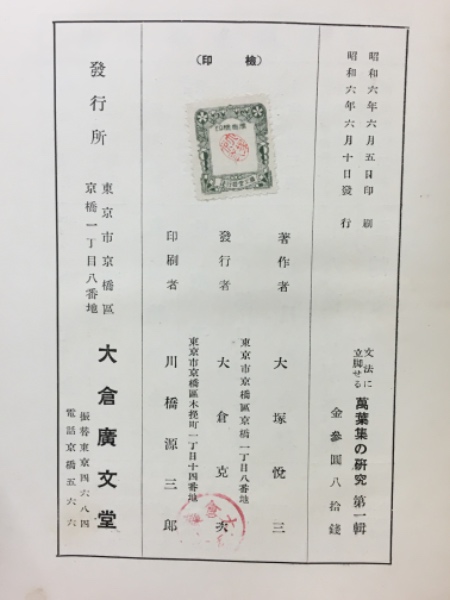 昭和六年六月五日印刷
昭和六年六月十日發行
文法に立脚せる
萬葉集の研究 第一輯
金參圓八拾錢
(檢印)
著作者 大塚悅三
東京市京橋區京橋一丁目八番地
發行者 大倉克次
東京市京橋區木挽町一丁目十四番地
印刷者 川橋源三郎
發行所
東京市京橋區
京橋一丁目八番地
大倉廣文堂
振替東京四六八四
電話京橋五六六